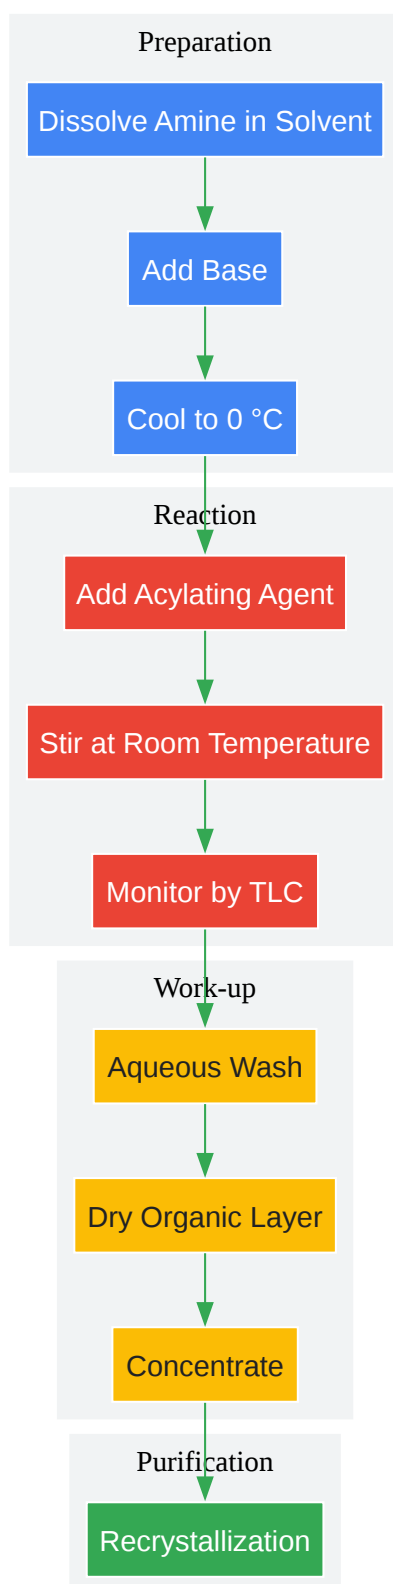 Preparation
Dissolve Amine in Solvent
Add Base
Cool to 0 °C
Reaction
Add Acylating Agent
Stir at Room Temperature
Monitor by TLC
Work-up
Aqueous Wash
Dry Organic Layer
Concentrate
Purification
Recrystallization